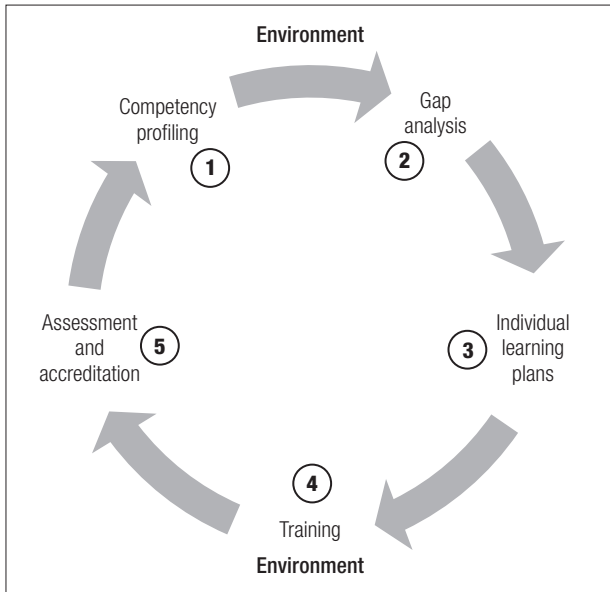 Environment
Competency
profiling
1
Gap
analysis
2
Individual
learning
plans
3
4
Training
Environment
Assessment
and
accreditation
5